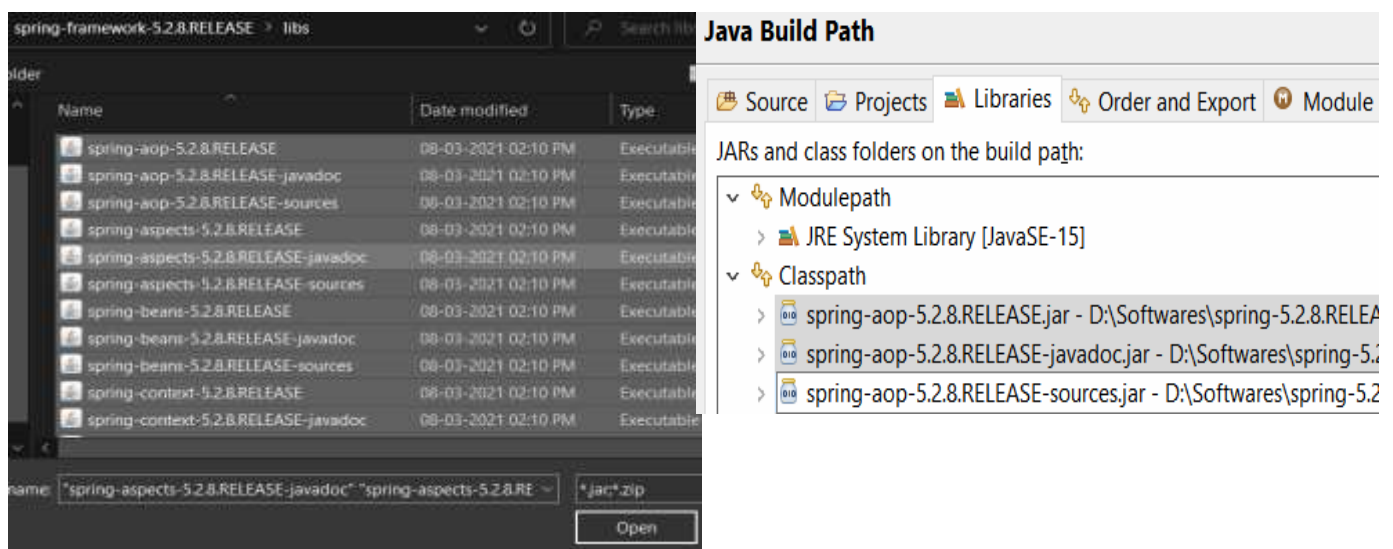 spring-framework-5.2.8.RELEASE > libs
Search lib
older
Name Date modified Type
spring-aop-5.2.8.RELEASE 08-03-2021 02:10 PM Executable
spring-aop-5.2.8.RELEASE-javadoc 08-03-2021 02:10 PM Executable
spring-aop-5.2.8.RELEASE-sources 08-03-2021 02:10 PM Executable
spring-aspects-5.2.8.RELEASE 08-03-2021 02:10 PM Executable
spring-aspects-5.2.8.RELEASE-javadoc 08-03-2021 02:10 PM Executable
spring-aspects-5.2.8.RELEASE-sources 08-03-2021 02:10 PM Executable
spring-beans-5.2.8.RELEASE 08-03-2021 02:10 PM Executable
spring-beans-5.2.8.RELEASE-javadoc 08-03-2021 02:10 PM Executable
spring-beans-5.2.8.RELEASE-sources 08-03-2021 02:10 PM Executable
spring-context-5.2.8.RELEASE 08-03-2021 02:10 PM Executable
spring-context-5.2.8.RELEASE-javadoc 08-03-2021 02:10 PM Executable
name: "spring-aspects-5.2.8.RELEASE-javadoc" "spring-aspects-5.2.8.RE *.jar;*.zip
Open
Java Build Path
Source Projects Libraries Order and Export Module
JARs and class folders on the build path:
Modulepath
JRE System Library [JavaSE-15]
Classpath
spring-aop-5.2.8.RELEASE.jar - D:\Softwares\spring-5.2.8.RELEA
spring-aop-5.2.8.RELEASE-javadoc.jar - D:\Softwares\spring-5.2
spring-aop-5.2.8.RELEASE-sources.jar - D:\Softwares\spring-5.2